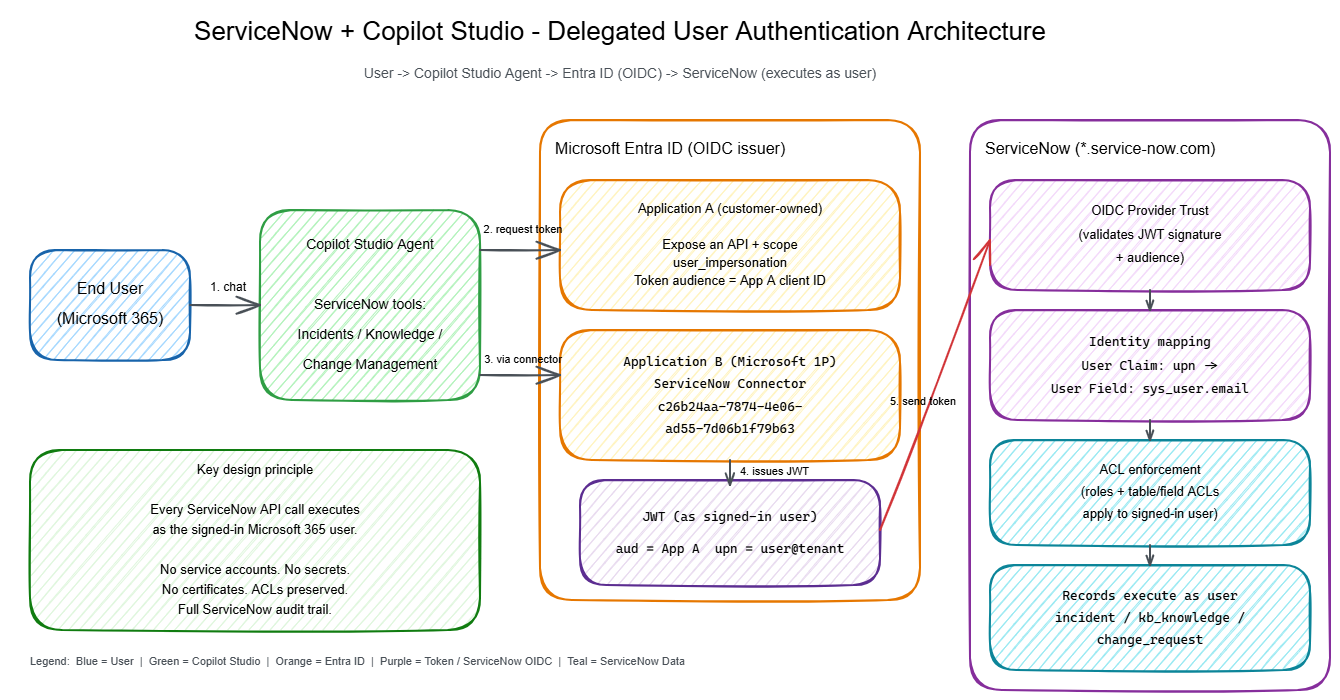 ServiceNow + Copilot Studio - Delegated User Authentication Architecture
User -> Copilot Studio Agent -> Entra ID (OIDC) -> ServiceNow (executes as user)
End User
(Microsoft 365)
1. chat
Copilot Studio Agent
ServiceNow tools:
Incidents / Knowledge /
Change Management
2. request token
3. via connector
Microsoft Entra ID (OIDC issuer)
Application A (customer-owned)
Expose an API + scope
user_impersonation
Token audience = App A client ID
Application B (Microsoft 1P)
ServiceNow Connector
c26b24aa-7874-4e06-
ad55-7d06b1f79b63
4. issues JWT
JWT (as signed-in user)
aud = App A  upn = user@tenant
5. send token
ServiceNow (*.service-now.com)
OIDC Provider Trust
(validates JWT signature
+ audience)
Identity mapping
User Claim: upn →
User Field: sys_user.email
ACL enforcement
(roles + table/field ACLs
apply to signed-in user)
Records execute as user
incident / kb_knowledge /
change_request
Key design principle
Every ServiceNow API call executes
as the signed-in Microsoft 365 user.
No service accounts. No secrets.
No certificates. ACLs preserved.
Full ServiceNow audit trail.
Legend:  Blue = User  |  Green = Copilot Studio  |  Orange = Entra ID  |  Purple = Token / ServiceNow OIDC  |  Teal = ServiceNow Data